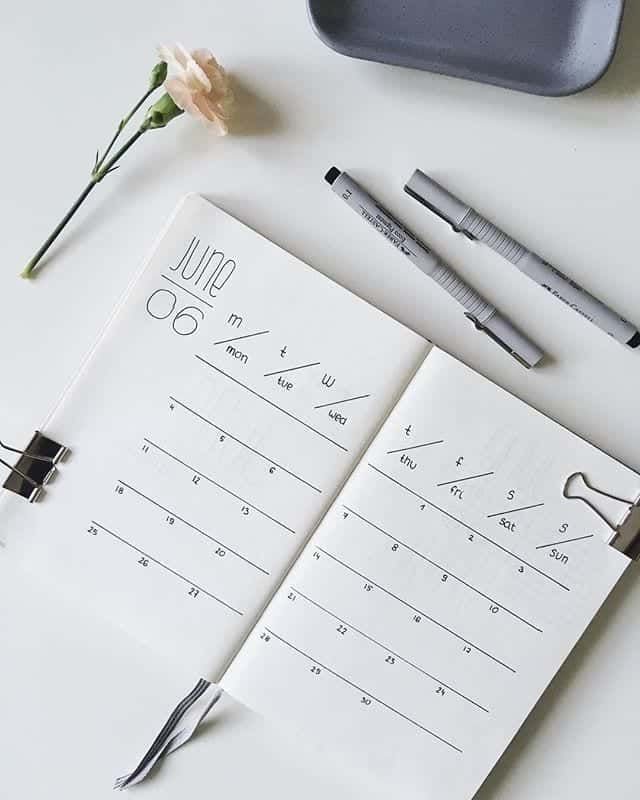 June
06
m
mon
t
tue
w
wed
t
thu
f
fri
s
sat
s
sun
1 2 3
4 5 6
7 8 9 10
11 12 13
14 15 16 17
18 19 20
21 22 23 24
25 26 27
28 29 30
FABER-CASTELL
Ecco Pigment
FABER-CASTELL